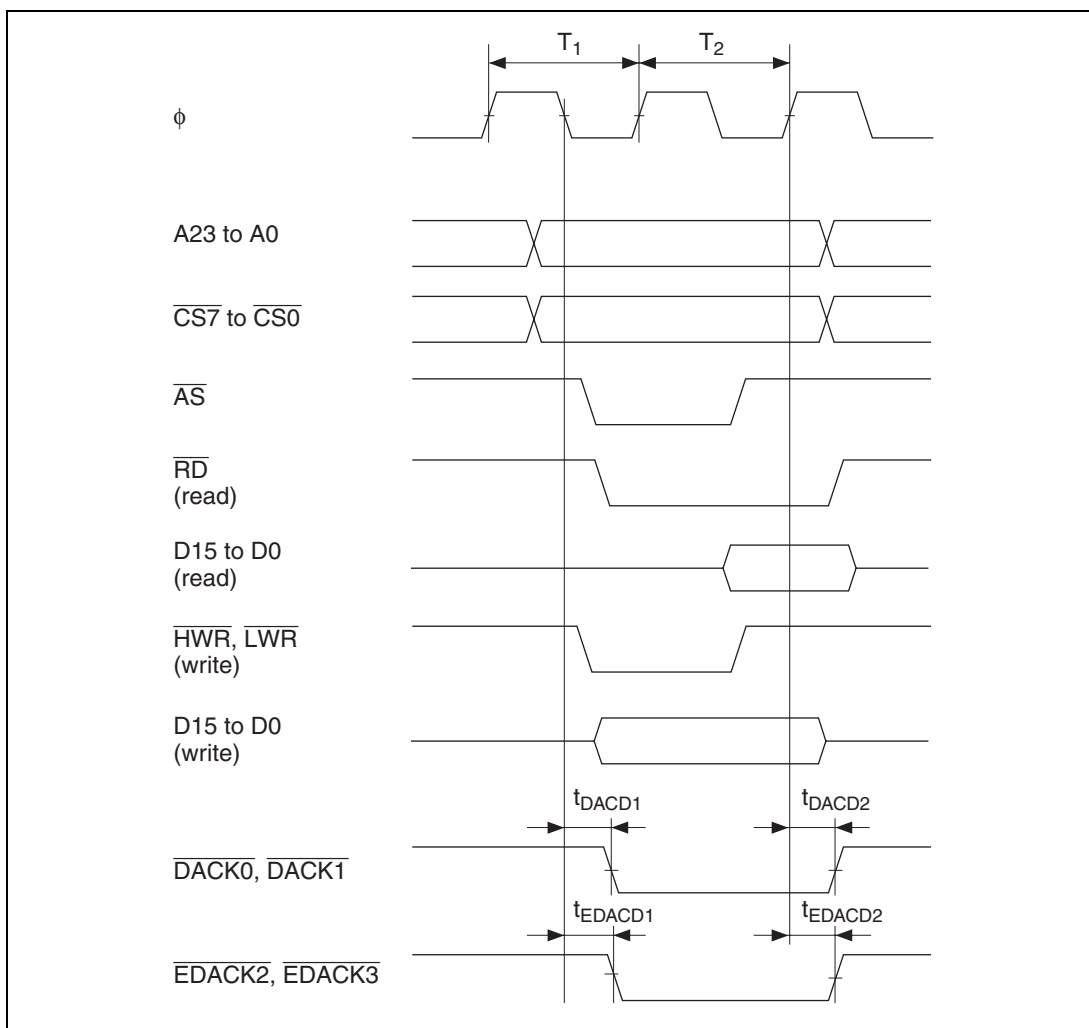 T1 T2
ϕ
A23 to A0
CS7 to CS0
AS
RD
(read)
D15 to D0
(read)
HWR, LWR
(write)
D15 to D0
(write)
tDACD1 tDACD2
DACK0, DACK1
tEDACD1 tEDACD2
EDACK2, EDACK3